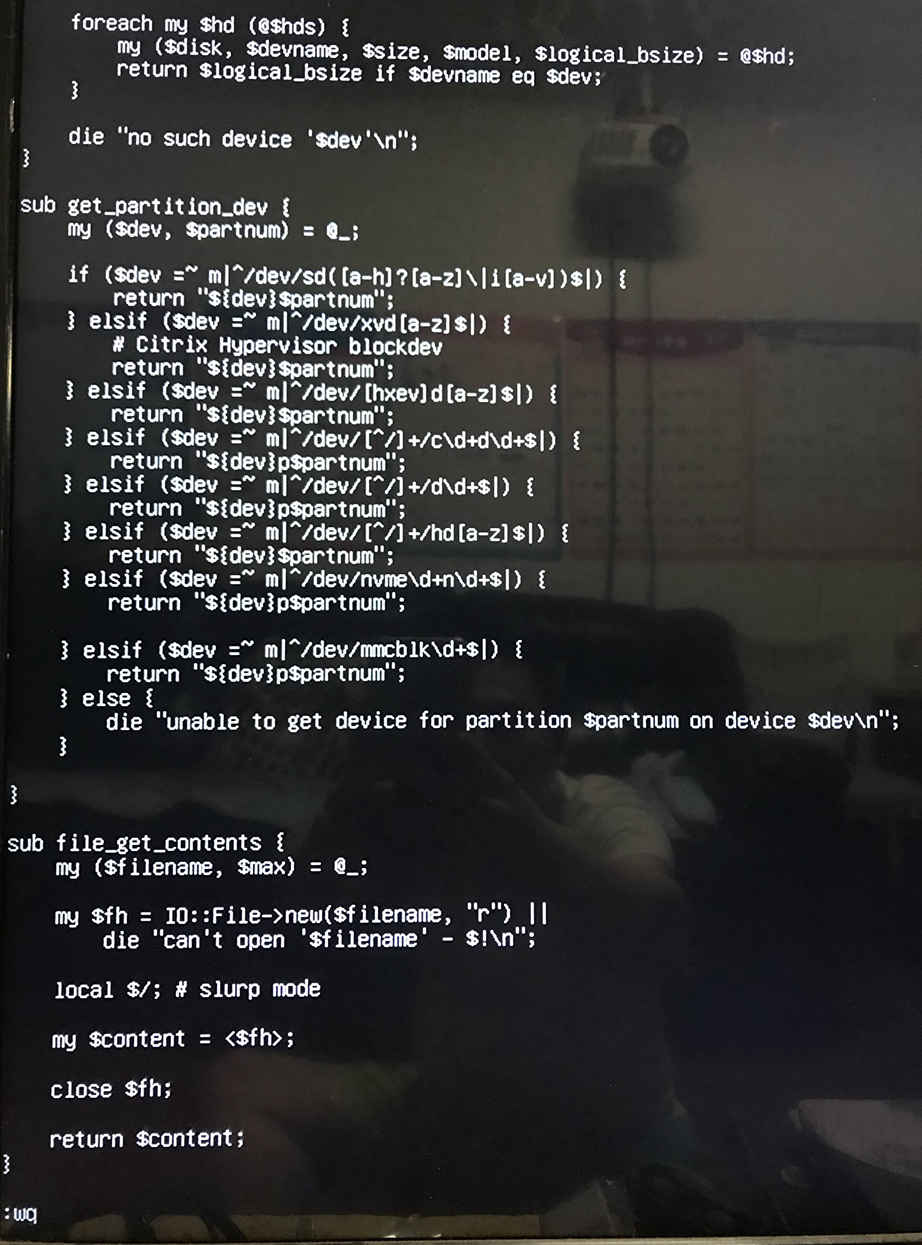 foreach my $hd (@$hds) {
        my ($disk, $devname, $size, $model, $logical_bsize) = @$hd;
        return $logical_bsize if $devname eq $dev;
    }

    die "no such device '$dev'\n";
}

sub get_partition_dev {
    my ($dev, $partnum) = @_;

    if ($dev =~ m|^/dev/sd([a-h]?[a-z]\|i[a-v])$|) {
        return "${dev}$partnum";
    } elsif ($dev =~ m|^/dev/xvd[a-z]$|) {
        # Citrix Hypervisor blockdev
        return "${dev}$partnum";
    } elsif ($dev =~ m|^/dev/[hxev]d[a-z]$|) {
        return "${dev}$partnum";
    } elsif ($dev =~ m|^/dev/[^/]+/c\d+d\d+$|) {
        return "${dev}p$partnum";
    } elsif ($dev =~ m|^/dev/[^/]+/d\d+$|) {
        return "${dev}p$partnum";
    } elsif ($dev =~ m|^/dev/[^/]+/hd[a-z]$|) {
        return "${dev}$partnum";
    } elsif ($dev =~ m|^/dev/nvme\d+n\d+$|) {
        return "${dev}p$partnum";

    } elsif ($dev =~ m|^/dev/mmcblk\d+$|) {
        return "${dev}p$partnum";
    } else {
        die "unable to get device for partition $partnum on device $dev\n";
    }

}

sub file_get_contents {
    my ($filename, $max) = @_;

    my $fh = IO::File->new($filename, "r") ||
        die "can't open '$filename' - $!\n";

    local $/; # slurp mode

    my $content = <$fh>;

    close $fh;

    return $content;
}

:wq